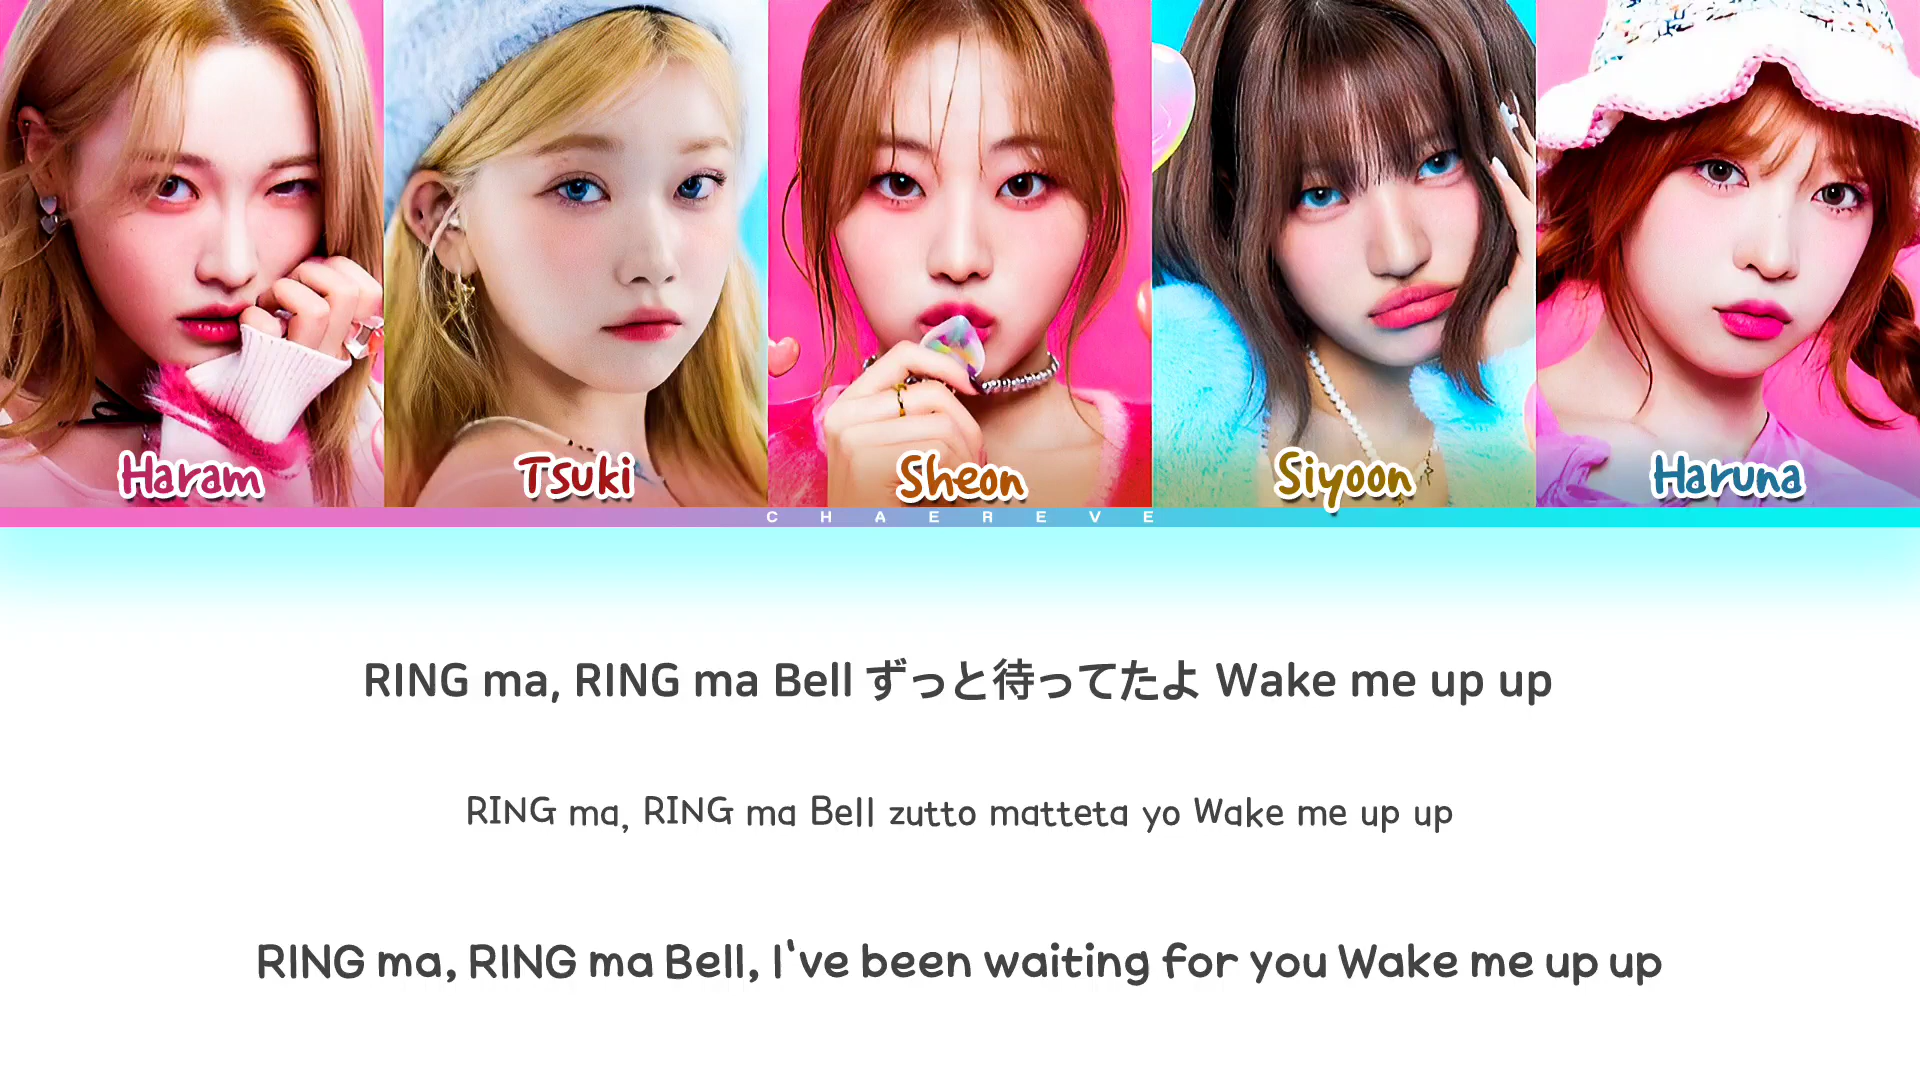 Haram Tsuki Sheon Siyoon Haruna
CHAEREVE
RING ma, RING ma Bell ずっと待ってたよ Wake me up up
RING ma, RING ma Bell zutto matteta yo Wake me up up
RING ma, RING ma Bell, I've been waiting for you Wake me up up